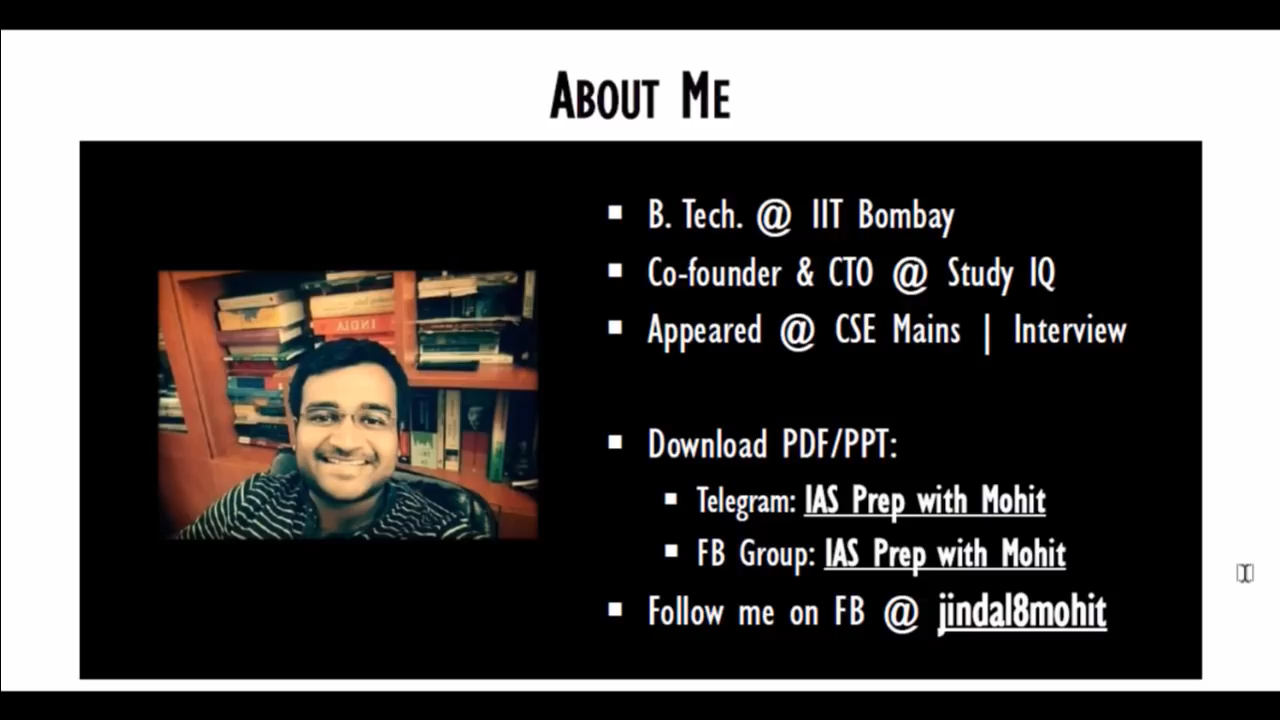 ABOUT ME
B. Tech. @ IIT Bombay
Co-founder & CTO @ Study IQ
Appeared @ CSE Mains | Interview
Download PDF/PPT:
Telegram: IAS Prep with Mohit
FB Group: IAS Prep with Mohit
Follow me on FB @ jindal8mohit
INDIA